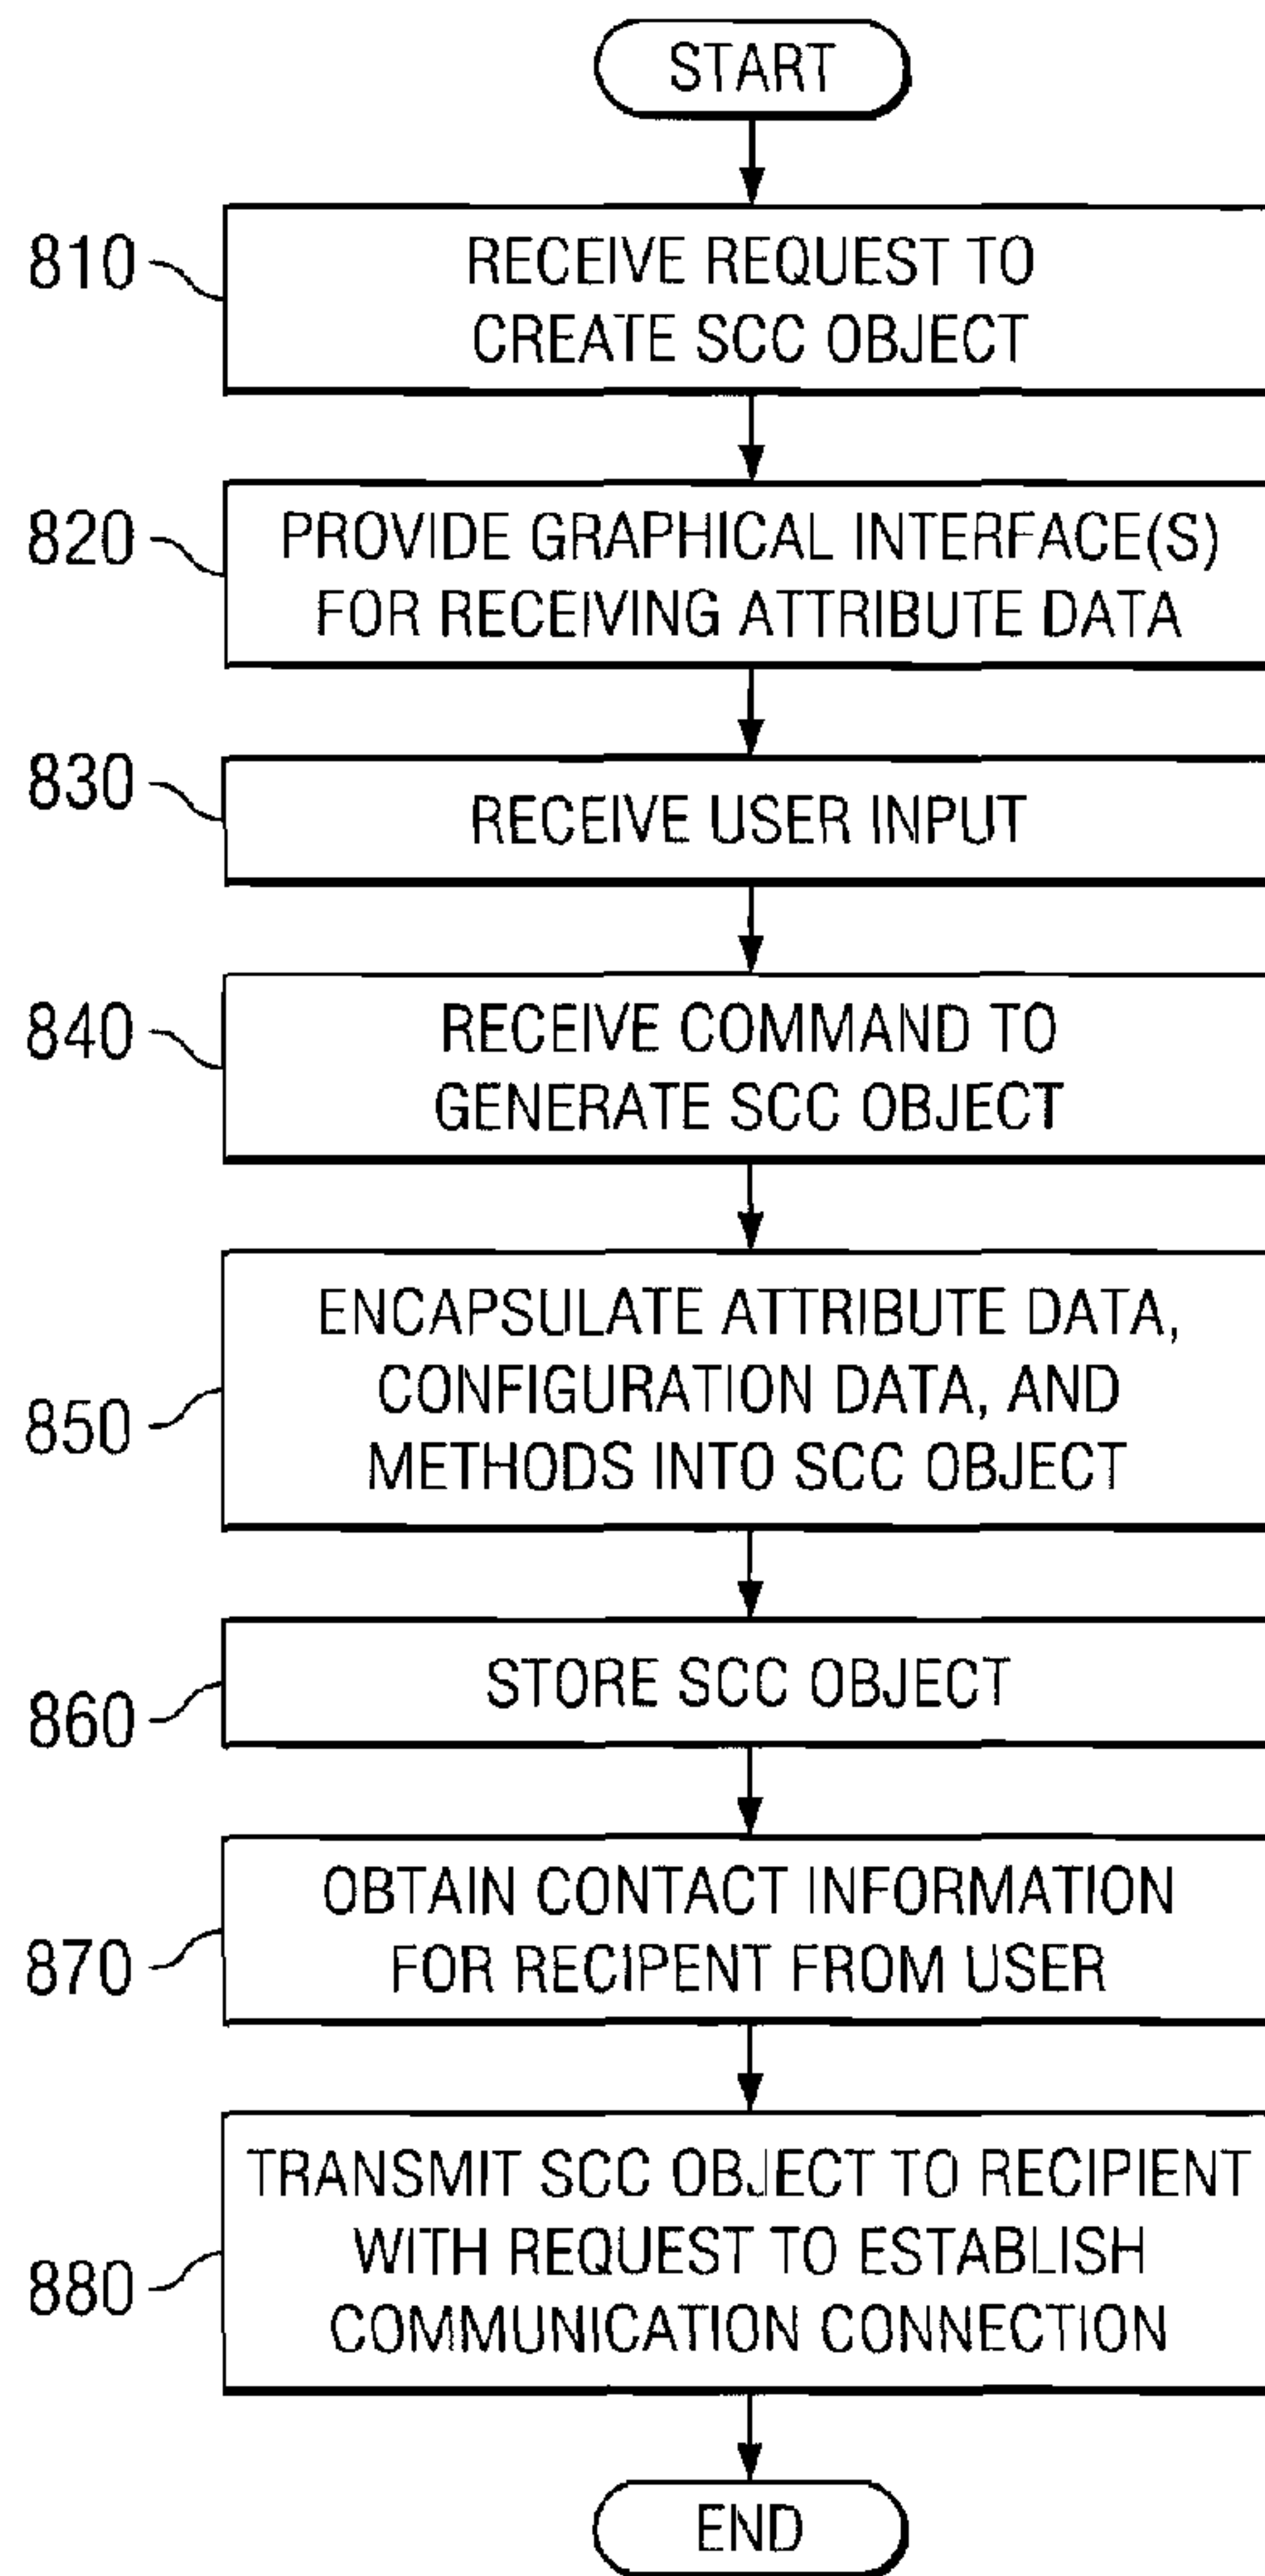 START
810
RECEIVE REQUEST TO
CREATE SCC OBJECT
820
PROVIDE GRAPHICAL INTERFACE(S)
FOR RECEIVING ATTRIBUTE DATA
830
RECEIVE USER INPUT
840
RECEIVE COMMAND TO
GENERATE SCC OBJECT
850
ENCAPSULATE ATTRIBUTE DATA,
CONFIGURATION DATA, AND
METHODS INTO SCC OBJECT
860
STORE SCC OBJECT
870
OBTAIN CONTACT INFORMATION
FOR RECIPENT FROM USER
880
TRANSMIT SCC OBJECT TO RECIPIENT
WITH REQUEST TO ESTABLISH
COMMUNICATION CONNECTION
END